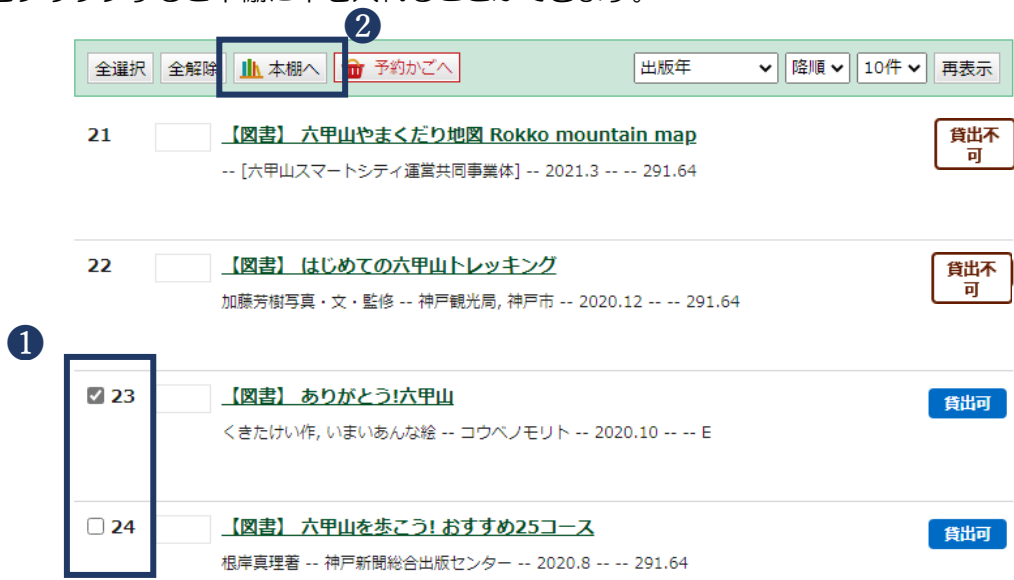 をクリックすると本棚に本を入れることができます。
❷
全選択 全解除 本棚へ 予約かごへ 出版年 降順 10件 再表示
21 【図書】 六甲山やまくだり地図 Rokko mountain map 貸出不
可
-- [六甲山スマートシティ運営共同事業体] -- 2021.3 -- -- 291.64
22 【図書】 はじめての六甲山トレッキング 貸出不
可
加藤芳樹写真・文・監修 -- 神戸観光局, 神戸市 -- 2020.12 -- -- 291.64
❶
23 【図書】 ありがとう!六甲山 貸出可
くきたけい作, いまいあんな絵 -- コウベノモリト -- 2020.10 -- -- E
24 【図書】 六甲山を歩こう! おすすめ25コース 貸出可
根岸真理著 -- 神戸新聞総合出版センター -- 2020.8 -- -- 291.64